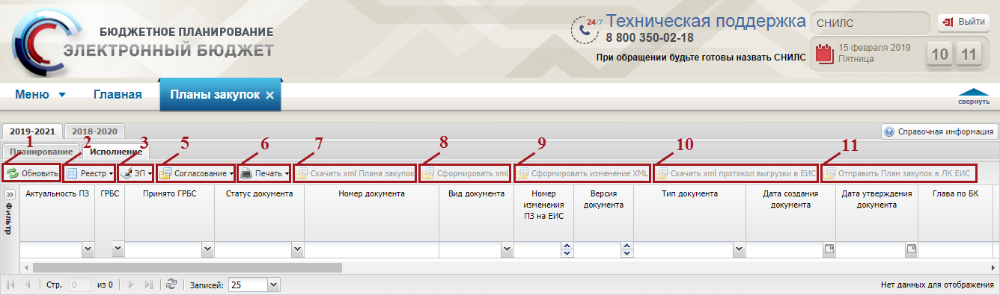 БЮДЖЕТНОЕ ПЛАНИРОВАНИЕ
ЭЛЕКТРОННЫЙ БЮДЖЕТ
24/7 Техническая поддержка
8 800 350-02-18
При обращении будьте готовы назвать СНИЛС
СНИЛС
Выйти
15 февраля 2019
Пятница
10 11
Меню Главная Планы закупок
свернуть
2019-2021 2018-2020
Справочная информация
1 2 3 5 6 7 8 9 10 11
Планирование Исполнение
Обновить Реестр ЭП Согласование Печать Скачать xml Плана закупок Сформировать xml Сформировать изменение XML Скачать xml протокол выгрузки в ЕИС Отправить План закупок в ЛК ЕИС
Фильтр
Актуальность ПЗ ГРБС Принято ГРБС Статус документа Номер документа Вид документа Номер изменения ПЗ на ЕИС Версия документа Тип документа Дата создания документа Дата утверждения документа Глава по БК
Стр. 0 из 0 Записей: 25 Нет данных для отображения